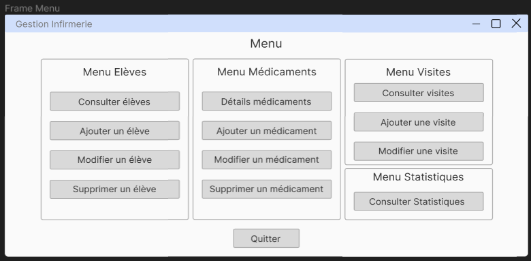 Frame Menu
Gestion Infirmerie
Menu
Menu Elèves
Consulter élèves
Ajouter un élève
Modifier un élève
Supprimer un élève
Menu Médicaments
Détails médicaments
Ajouter un médicament
Modifier un médicament
Supprimer un médicament
Menu Visites
Consulter visites
Ajouter une visite
Modifier une visite
Menu Statistiques
Consulter Statistiques
Quitter